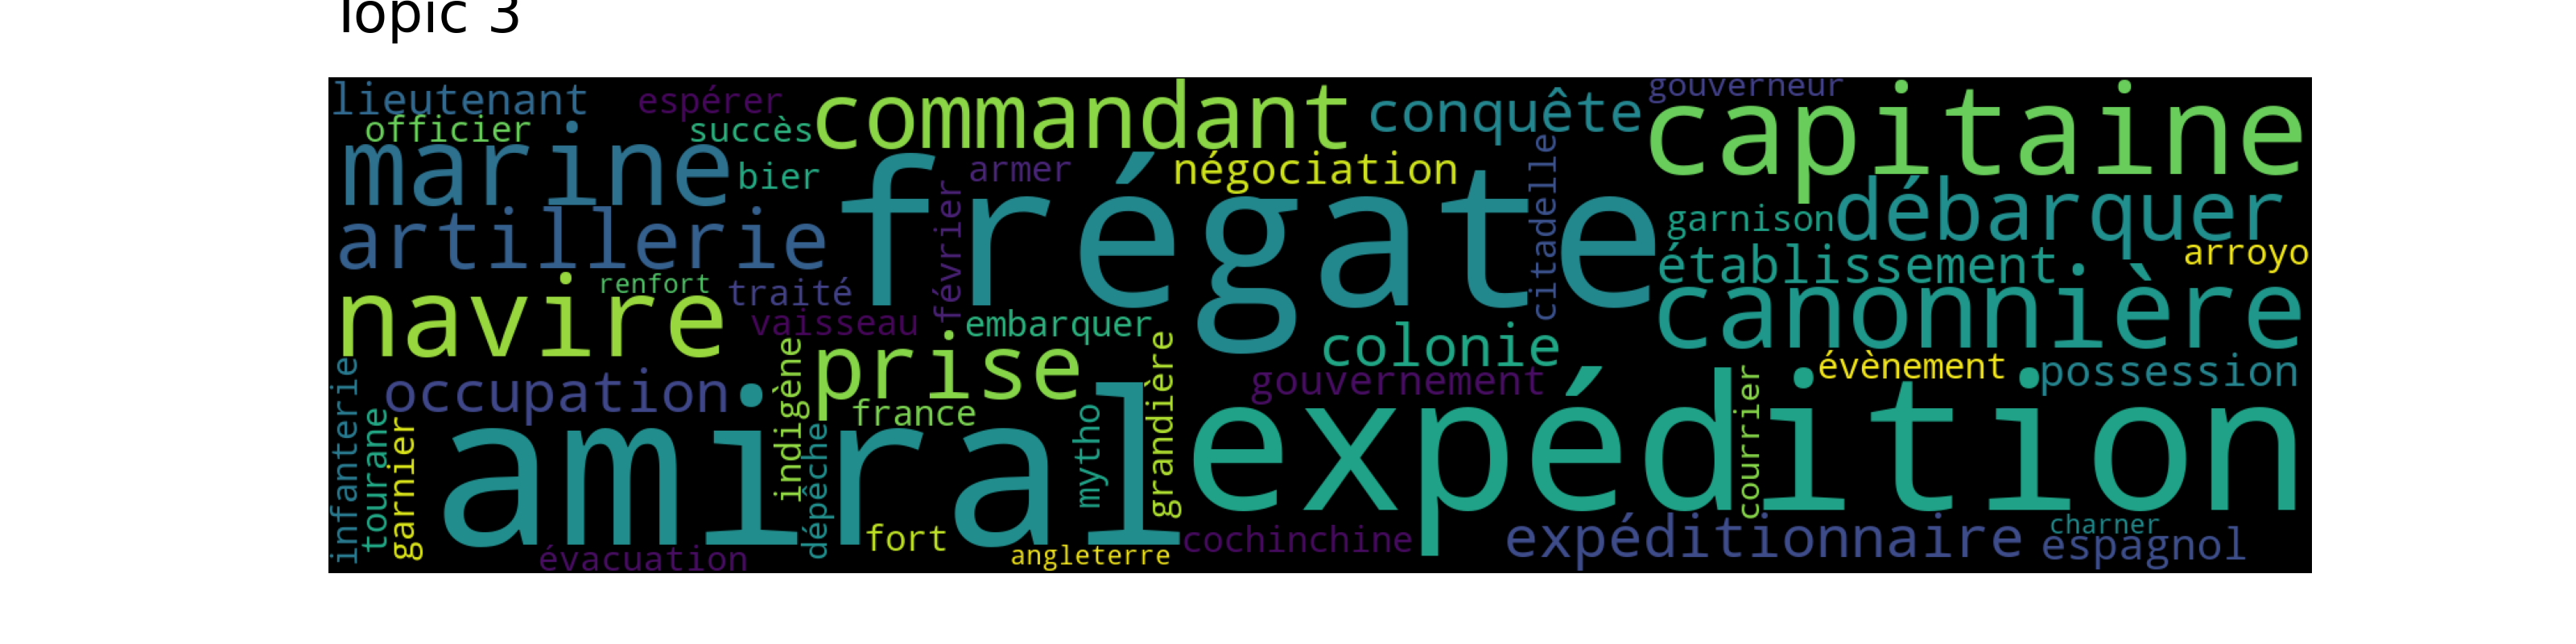 Topic 3
lieutenant
espérer
commandant
conquête
gouverneur
capitaine
officier
succès
marine
bier
armer
négociation
citadelle
artillerie
février
frégate
garnison
débarquer
arroyo
établissement
navire
renfort
traité
vaisseau
embarquer
canonnière
prise
colonie
évènement
possession
infanterie
occupation
indigène
france
grandière
gouvernement
tourane
garnier
amiral
dépêche
mytho
expédition
courrier
fort
évacuation
angleterre
cochinchine
expéditionnaire
charner
espagnol